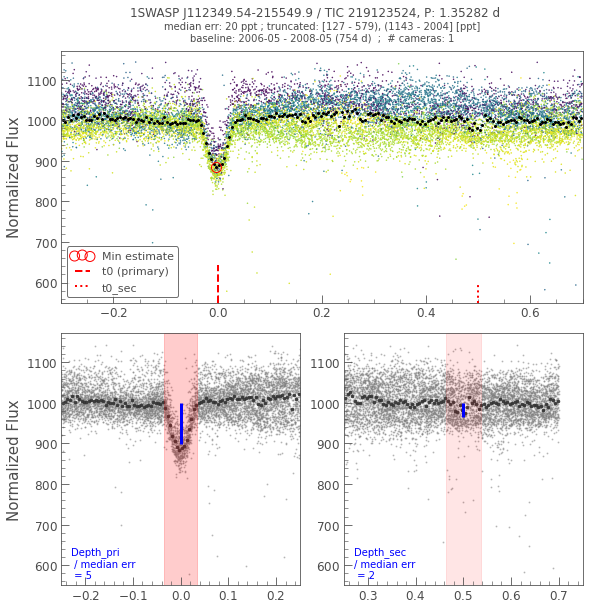 1SWASP J112349.54-215549.9 / TIC 219123524, P: 1.35282 d
median err: 20 ppt ; truncated: [127 - 579), (1143 - 2004] [ppt]
baseline: 2006-05 - 2008-05 (754 d)  ;  # cameras: 1
Normalized Flux
1100
1000
900
800
700
600
Min estimate
t0 (primary)
t0_sec
−0.2
0.0
0.2
0.4
0.6
Normalized Flux
1100
1000
900
800
700
600
Depth_pri
/ median err
= 5
−0.2
−0.1
0.0
0.1
0.2
1100
1000
900
800
700
600
Depth_sec
/ median err
= 2
0.3
0.4
0.5
0.6
0.7